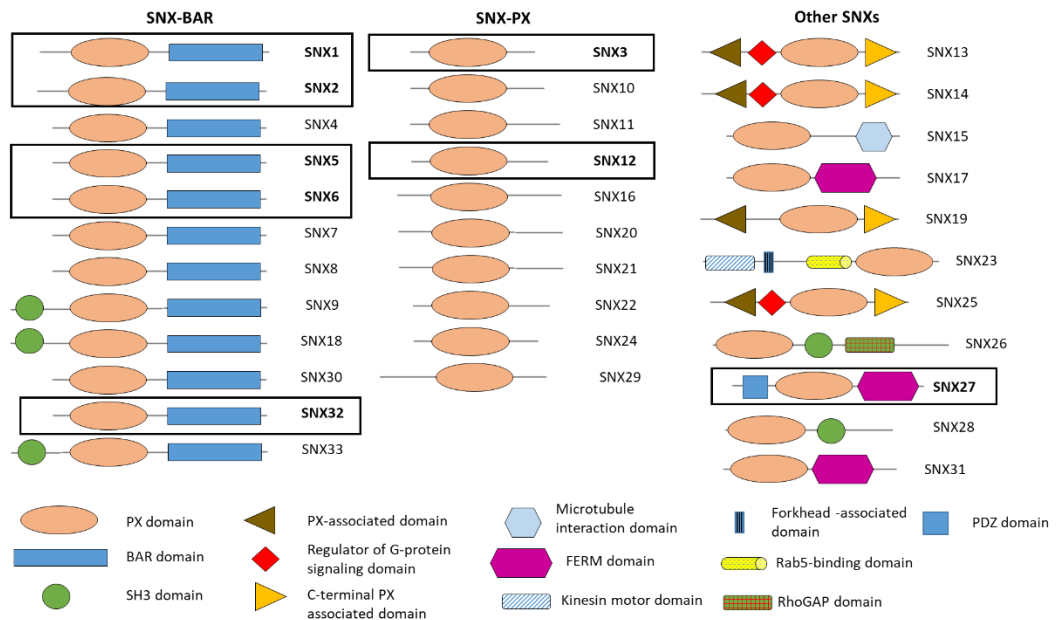 SNX-BAR
SNX1
SNX2
SNX4
SNX5
SNX6
SNX7
SNX8
SNX9
SNX18
SNX30
SNX32
SNX33
SNX-PX
SNX3
SNX10
SNX11
SNX12
SNX16
SNX20
SNX21
SNX22
SNX24
SNX29
Other SNXs
SNX13
SNX14
SNX15
SNX17
SNX19
SNX23
SNX25
SNX26
SNX27
SNX28
SNX31
PX domain
BAR domain
SH3 domain
PX-associated domain
Regulator of G-protein
signaling domain
C-terminal PX
associated domain
Microtubule
interaction domain
FERM domain
Kinesin motor domain
Forkhead -associated
domain
Rab5-binding domain
RhoGAP domain
PDZ domain